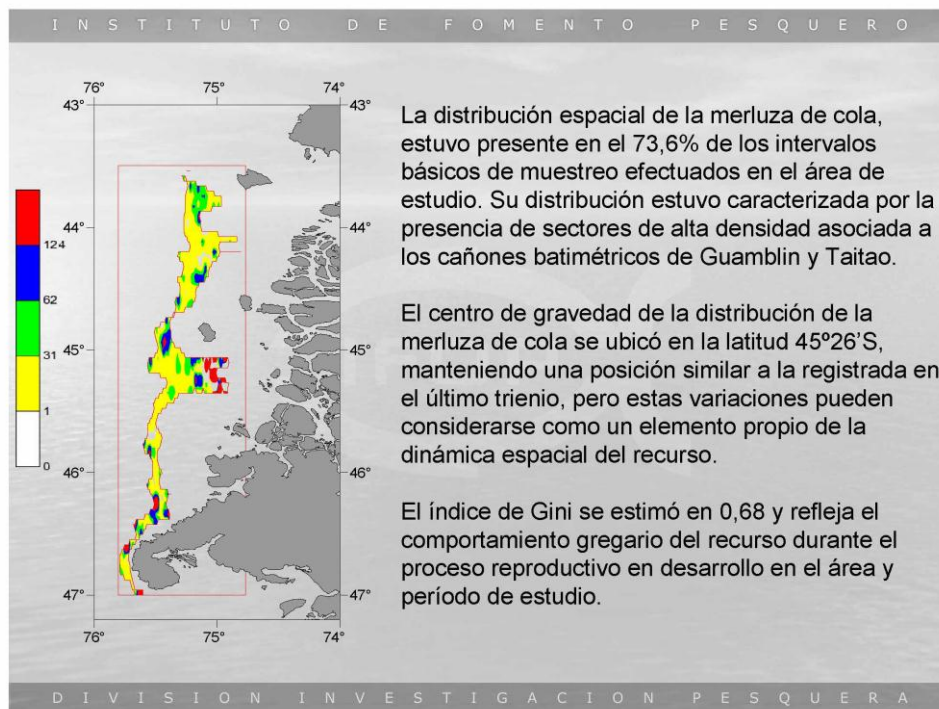 INSTITUTO DE FOMENTO PESQUERO
76° 75° 74°
43° 43°
44° 44°
45° 45°
46° 46°
47° 47°
76° 75° 74°
124
62
31
1
0
La distribución espacial de la merluza de cola,
estuvo presente en el 73,6% de los intervalos
básicos de muestreo efectuados en el área de
estudio. Su distribución estuvo caracterizada por la
presencia de sectores de alta densidad asociada a
los cañones batimétricos de Guamblin y Taitao.
El centro de gravedad de la distribución de la
merluza de cola se ubicó en la latitud 45º26’S,
manteniendo una posición similar a la registrada en
el último trienio, pero estas variaciones pueden
considerarse como un elemento propio de la
dinámica espacial del recurso.
El índice de Gini se estimó en 0,68 y refleja el
comportamiento gregario del recurso durante el
proceso reproductivo en desarrollo en el área y
período de estudio.
DIVISION INVESTIGACION PESQUERA